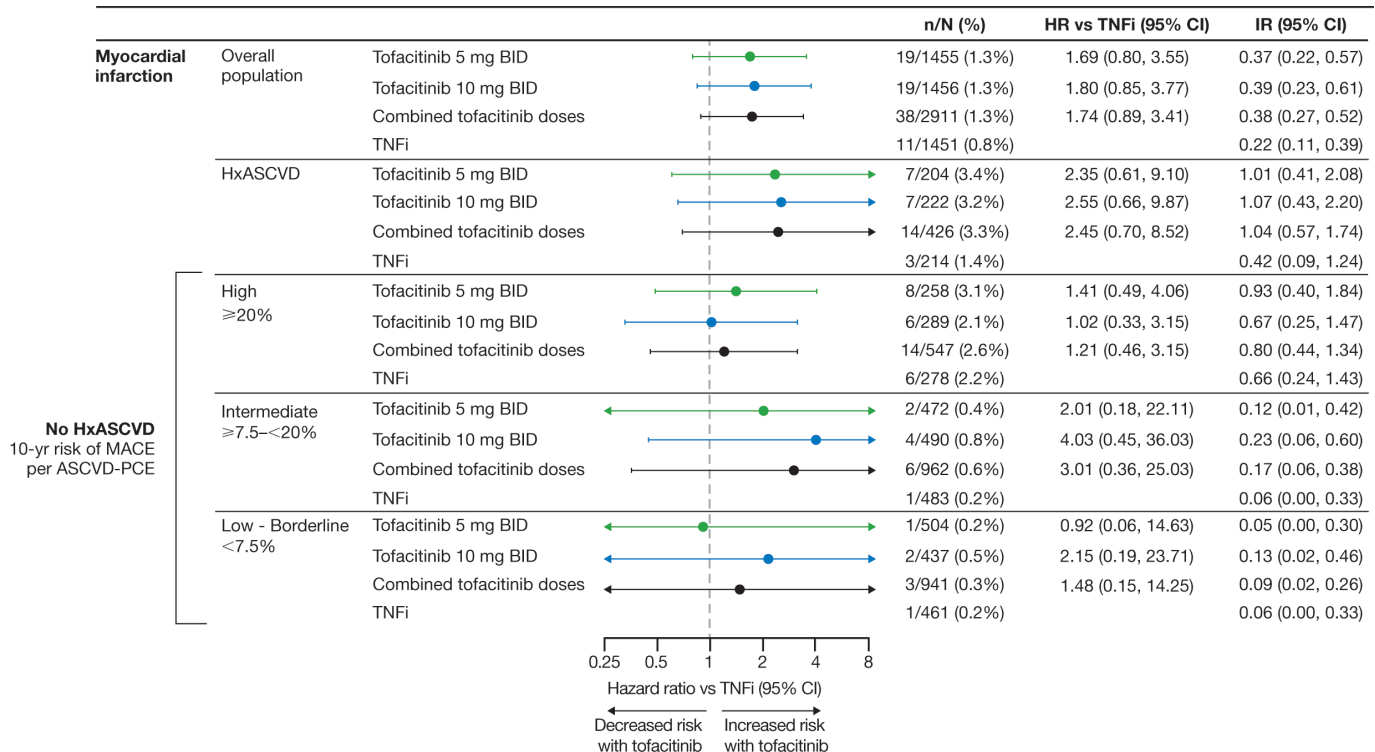 n/N (%) HR vs TNFi (95% CI) IR (95% CI)
Myocardial infarction Overall population Tofacitinib 5 mg BID 19/1455 (1.3%) 1.69 (0.80, 3.55) 0.37 (0.22, 0.57)
Tofacitinib 10 mg BID 19/1456 (1.3%) 1.80 (0.85, 3.77) 0.39 (0.23, 0.61)
Combined tofacitinib doses 38/2911 (1.3%) 1.74 (0.89, 3.41) 0.38 (0.27, 0.52)
TNFi 11/1451 (0.8%) 0.22 (0.11, 0.39)
HxASCVD Tofacitinib 5 mg BID 7/204 (3.4%) 2.35 (0.61, 9.10) 1.01 (0.41, 2.08)
Tofacitinib 10 mg BID 7/222 (3.2%) 2.55 (0.66, 9.87) 1.07 (0.43, 2.20)
Combined tofacitinib doses 14/426 (3.3%) 2.45 (0.70, 8.52) 1.04 (0.57, 1.74)
TNFi 3/214 (1.4%) 0.42 (0.09, 1.24)
No HxASCVD
10-yr risk of MACE
per ASCVD-PCE
High ⩾20% Tofacitinib 5 mg BID 8/258 (3.1%) 1.41 (0.49, 4.06) 0.93 (0.40, 1.84)
Tofacitinib 10 mg BID 6/289 (2.1%) 1.02 (0.33, 3.15) 0.67 (0.25, 1.47)
Combined tofacitinib doses 14/547 (2.6%) 1.21 (0.46, 3.15) 0.80 (0.44, 1.34)
TNFi 6/278 (2.2%) 0.66 (0.24, 1.43)
Intermediate ⩾7.5–<20% Tofacitinib 5 mg BID 2/472 (0.4%) 2.01 (0.18, 22.11) 0.12 (0.01, 0.42)
Tofacitinib 10 mg BID 4/490 (0.8%) 4.03 (0.45, 36.03) 0.23 (0.06, 0.60)
Combined tofacitinib doses 6/962 (0.6%) 3.01 (0.36, 25.03) 0.17 (0.06, 0.38)
TNFi 1/483 (0.2%) 0.06 (0.00, 0.33)
Low - Borderline <7.5% Tofacitinib 5 mg BID 1/504 (0.2%) 0.92 (0.06, 14.63) 0.05 (0.00, 0.30)
Tofacitinib 10 mg BID 2/437 (0.5%) 2.15 (0.19, 23.71) 0.13 (0.02, 0.46)
Combined tofacitinib doses 3/941 (0.3%) 1.48 (0.15, 14.25) 0.09 (0.02, 0.26)
TNFi 1/461 (0.2%) 0.06 (0.00, 0.33)
0.25 0.5 1 2 4 8
Hazard ratio vs TNFi (95% CI)
Decreased risk with tofacitinib
Increased risk with tofacitinib